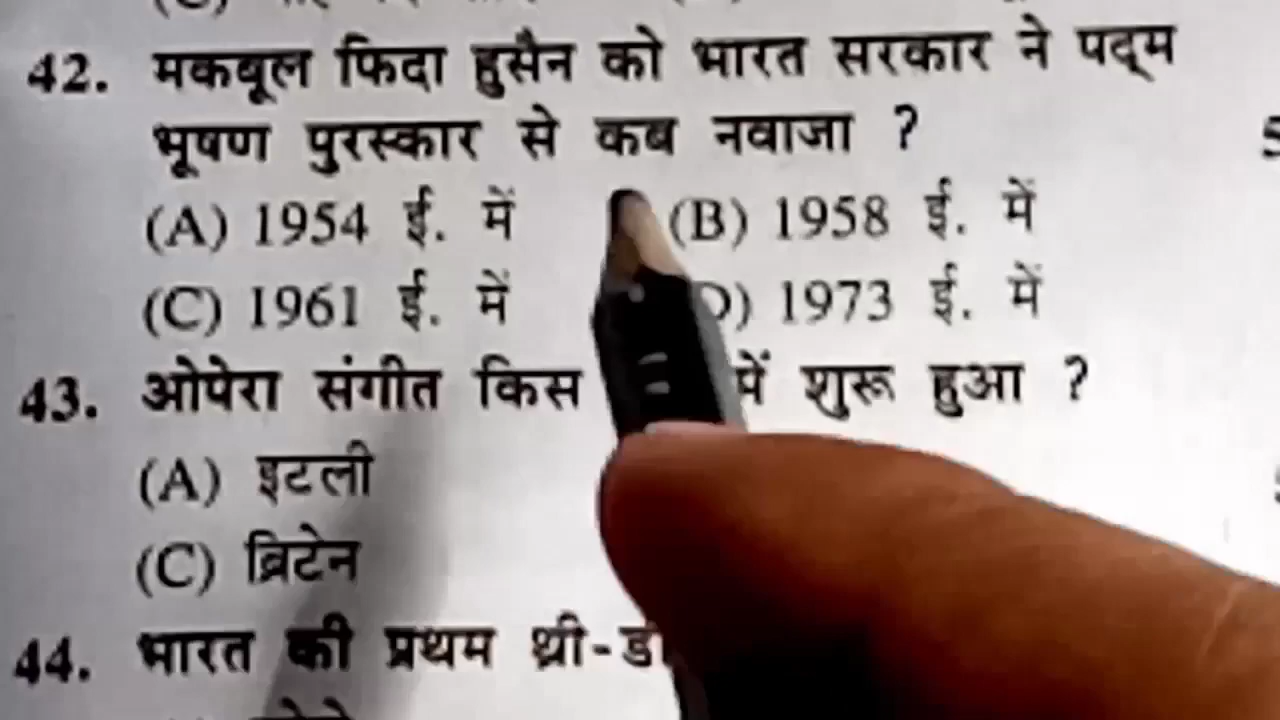 42. मकबूल फिदा हुसैन को भारत सरकार ने पद्म
भूषण पुरस्कार से कब नवाजा ?
(A) 1954 ई. में (B) 1958 ई. में
(C) 1961 ई. में D) 1973 ई. में
43. ओपेरा संगीत किस में शुरू हुआ ?
(A) इटली
(C) ब्रिटेन
44. भारत की प्रथम थ्री-डी